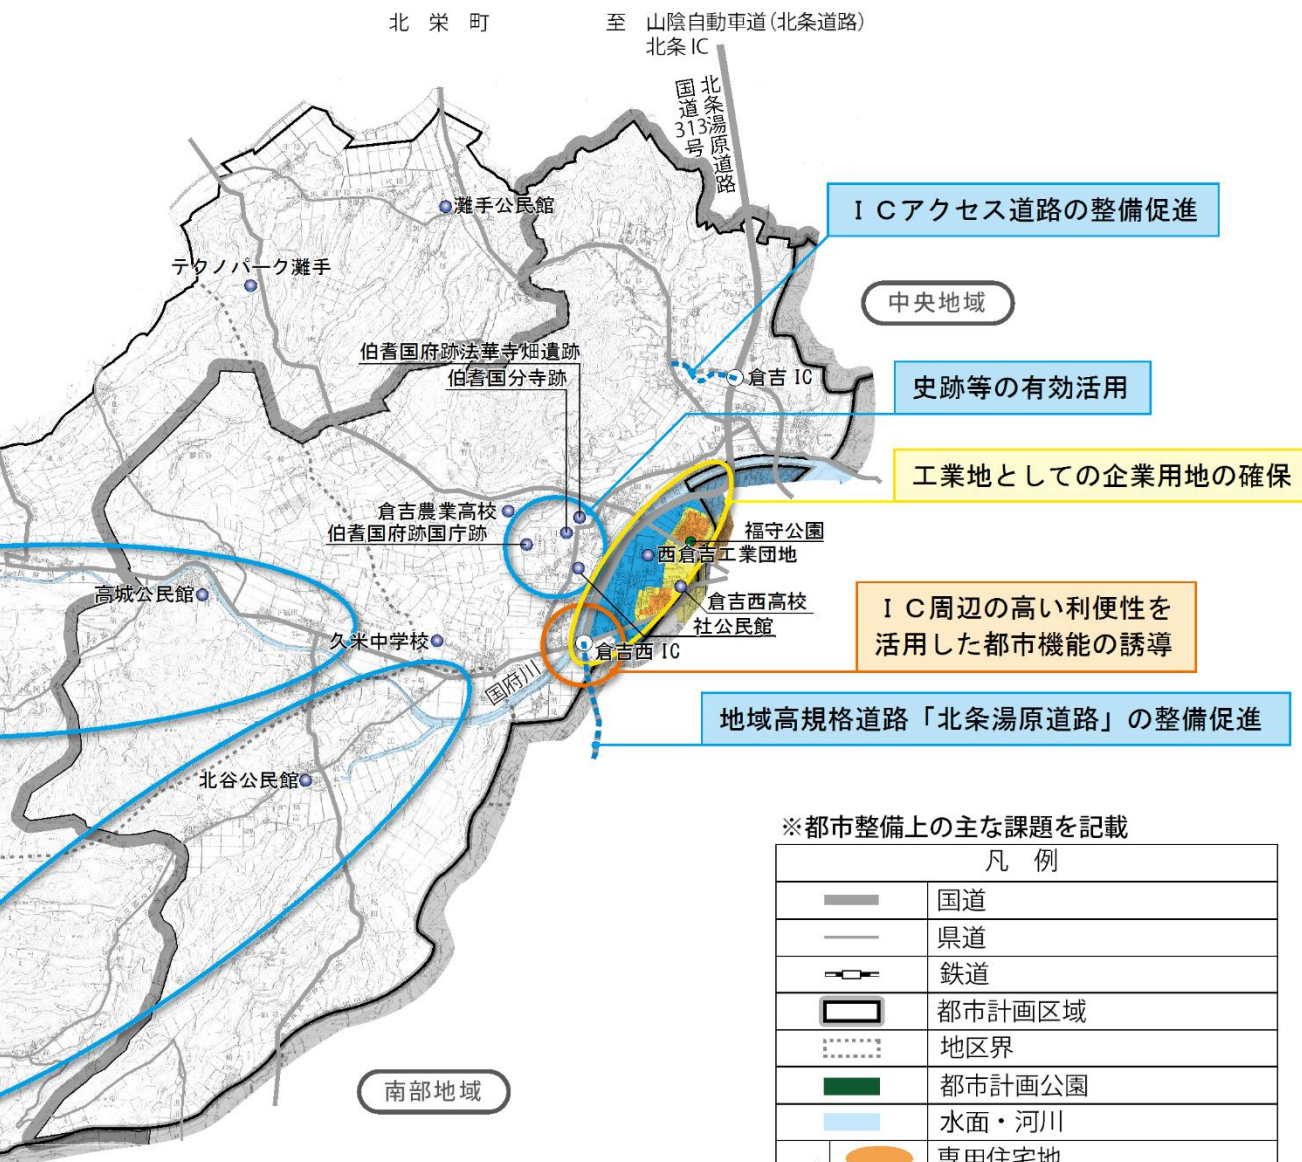 北 栄 町
至 山陰自動車道(北条道路)
北条 IC
北条湯原道路
国道313号
ＩＣアクセス道路の整備促進
灘手公民館
テクノパーク灘手
中央地域
伯耆国府跡法華寺畑遺跡
伯耆国分寺跡
倉吉 IC
史跡等の有効活用
工業地としての企業用地の確保
倉吉農業高校
伯耆国府跡国庁跡
福守公園
西倉吉工業団地
高城公民館
倉吉西高校
社公民館
久米中学校
倉吉西 IC
ＩＣ周辺の高い利便性を
活用した都市機能の誘導
国府川
地域高規格道路「北条湯原道路」の整備促進
北谷公民館
南部地域
※都市整備上の主な課題を記載
凡 例
国道
県道
鉄道
都市計画区域
地区界
都市計画公園
水面・河川
専用住宅地